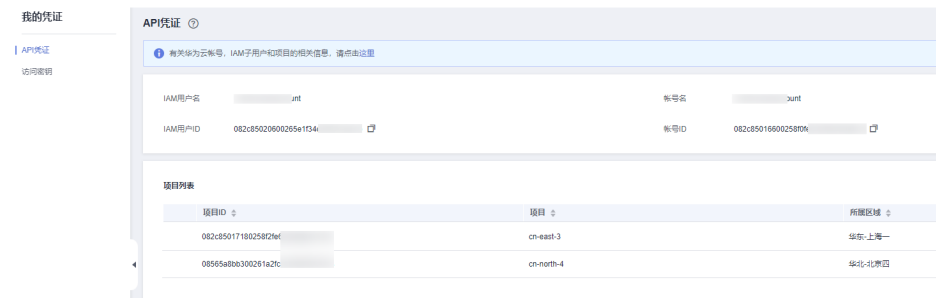 我的凭证
API凭证
访问密钥
API凭证
有关华为云帐号，IAM子用户和项目的相关信息，请点击这里
IAM用户名 unt 帐号名 ount
IAM用户ID 082c85020600265e1f34 帐号ID 082c85016600258f0f
项目列表
项目ID 项目 所属区域
082c85017180258f2fe cn-east-3 华东-上海一
08565a8bb300261a2fc cn-north-4 华北-北京四